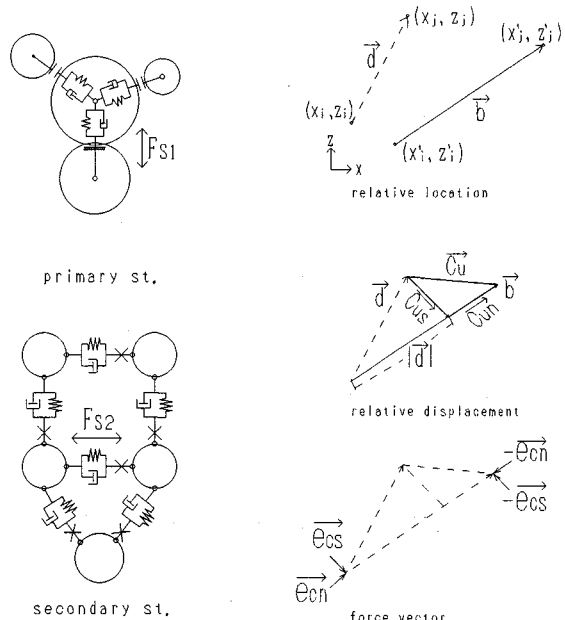 FS1
primary st.
FS2
secondary st.
(xj, zj)
d
(xi, zi)
(x'j, z'j)
b
(x'i, z'i)
z
x
relative location
Cu
d
Cus
b
Cun
|d|
relative displacement
-ecn
-ecs
ecs
ecn
force vector